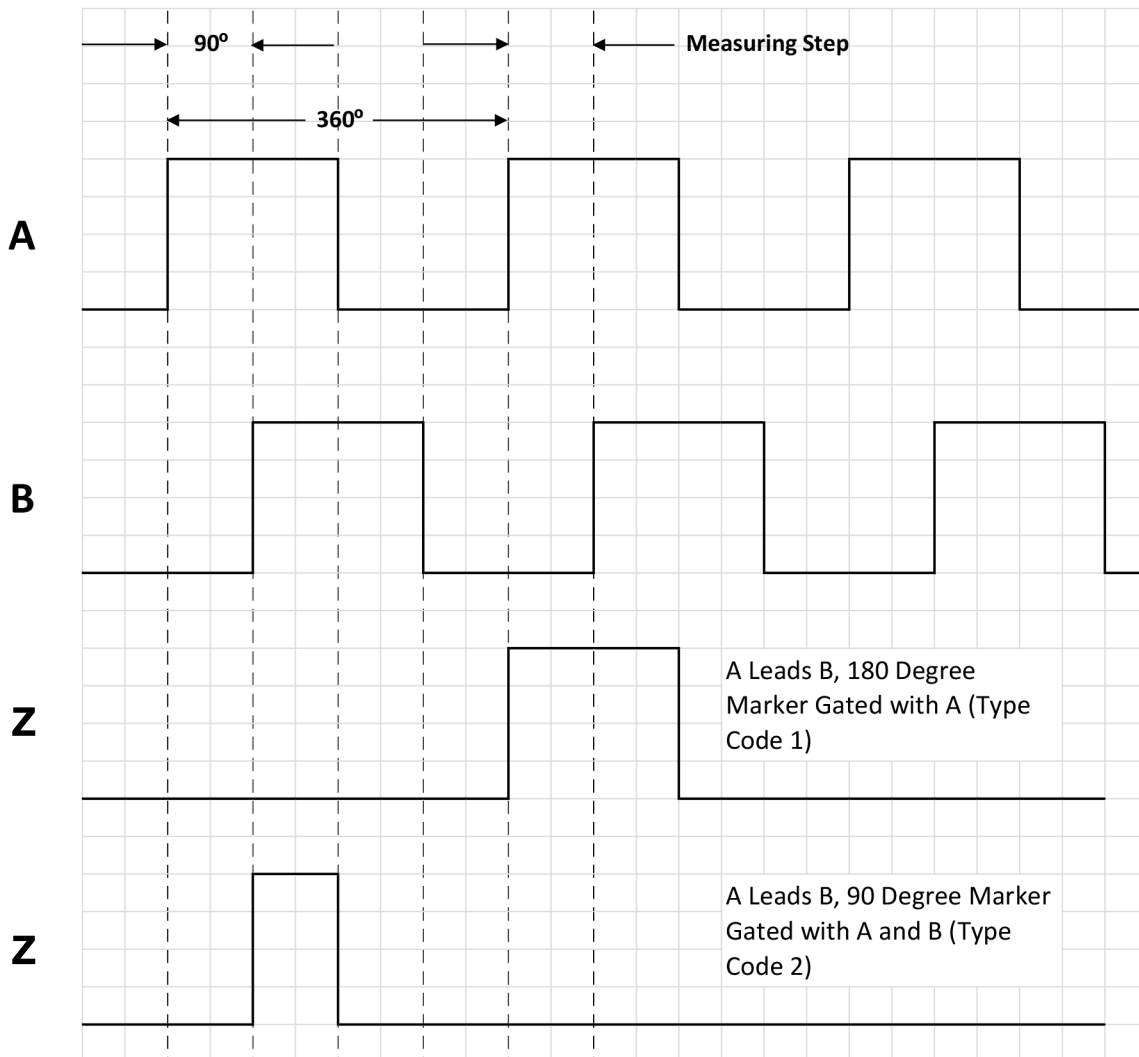 90º
Measuring Step
360º
A
B
Z
A Leads B, 180 Degree
Marker Gated with A (Type
Code 1)
Z
A Leads B, 90 Degree Marker
Gated with A and B (Type
Code 2)